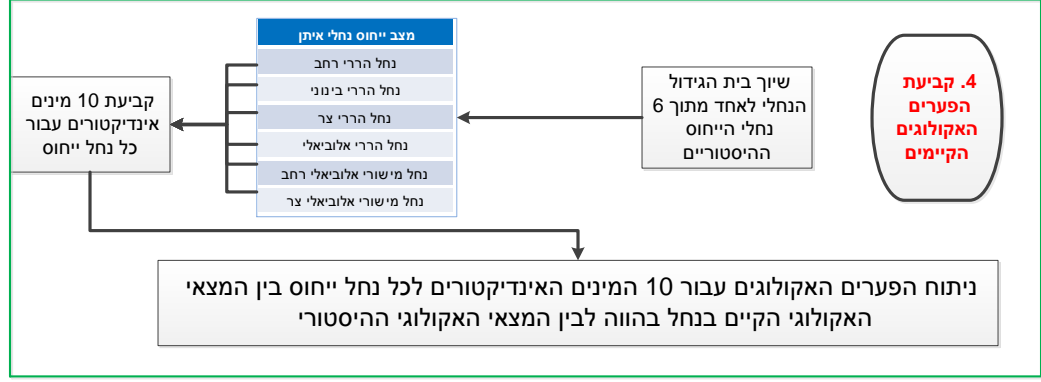 4. קביעת
הפערים
האקולוגים
הקיימים
שיוך בית הגידול
הנחלי לאחד מתוך 6
נחלי הייחוס
ההיסטוריים
מצב ייחוס נחלי איתן
נחל הררי רחב
נחל הררי בינוני
נחל הררי צר
נחל הררי אלוביאלי
נחל מישורי אלוביאלי רחב
נחל מישורי אלוביאלי צר
קביעת 10 מינים
אינדיקטורים עבור
כל נחל ייחוס
ניתוח הפערים האקולוגים עבור 10 המינים האינדיקטורים לכל נחל ייחוס בין המצאי
האקולוגי הקיים בנחל בהווה לבין המצאי האקולוגי ההיסטורי